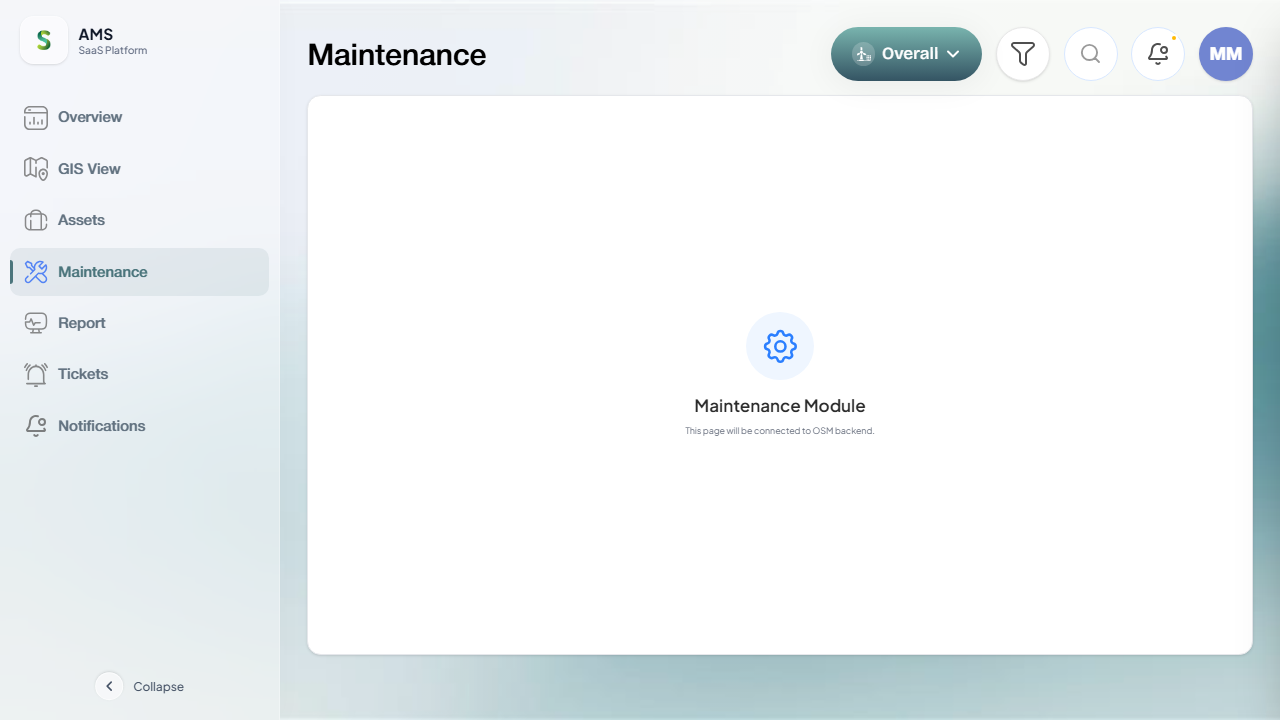 AMS
SaaS Platform
Overview
GIS View
Assets
Maintenance
Report
Tickets
Notifications
Collapse
Maintenance
Overall
MM
Maintenance Module
This page will be connected to OSM backend.